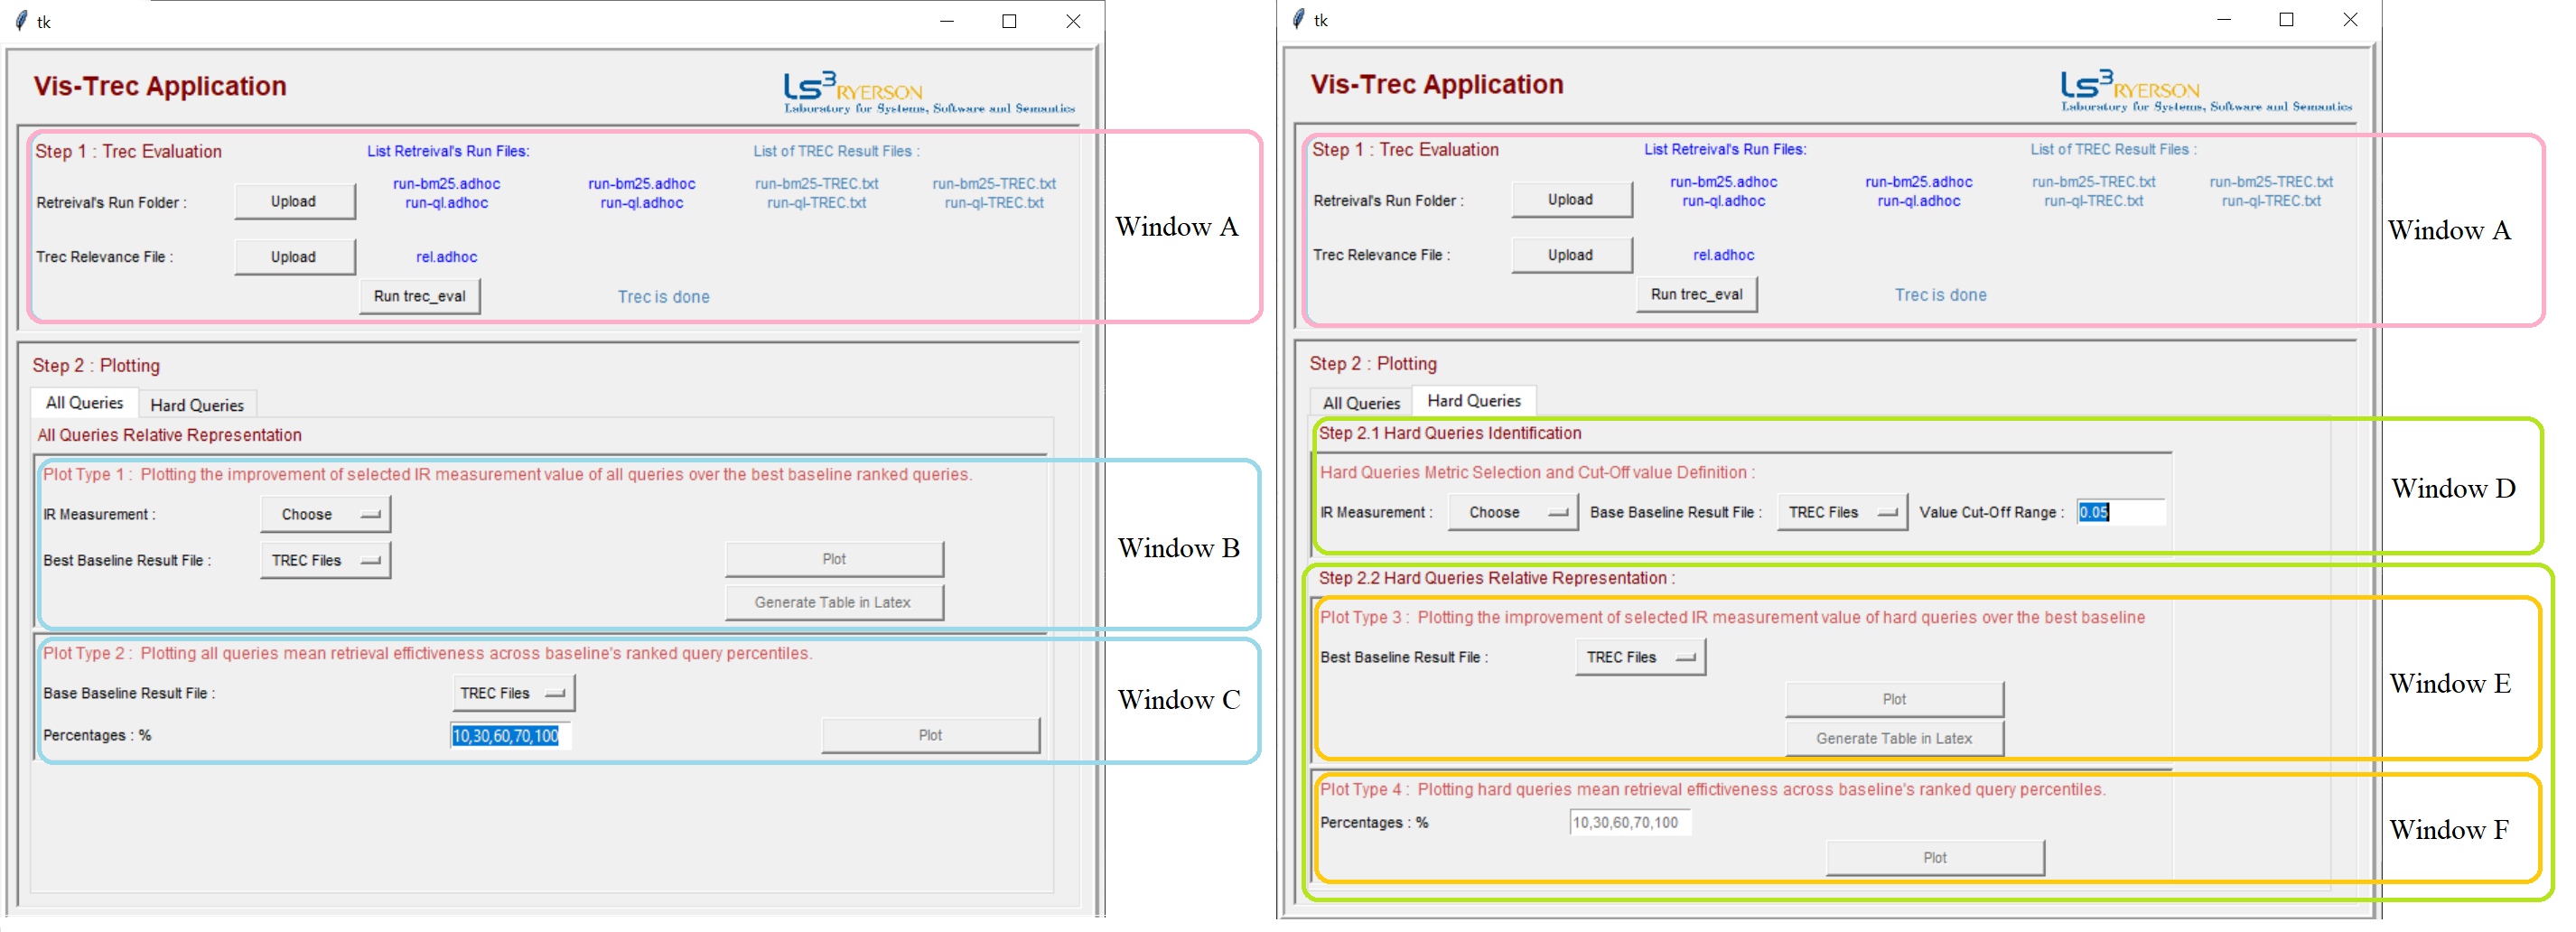 tk
Vis-Trec Application
Ls3 RYERSON
Laboratory for Systems, Software and Semantics
Step 1 : Trec Evaluation
List Retreival's Run Files:
List of TREC Result Files :
run-bm25.adhoc run-bm25.adhoc run-bm25-TREC.txt run-bm25-TREC.txt
Retreival's Run Folder : Upload run-ql.adhoc run-ql.adhoc run-ql-TREC.txt run-ql-TREC.txt
Window A
Trec Relevance File : Upload rel.adhoc
Run trec_eval Trec is done
Step 2 : Plotting
All Queries Hard Queries
All Queries Relative Representation
Plot Type 1 : Plotting the improvement of selected IR measurement value of all queries over the best baseline ranked queries.
IR Measurement : Choose
Window B
Best Baseline Result File : TREC Files Plot
Generate Table in Latex
Plot Type 2 : Plotting all queries mean retrieval effictiveness across baseline's ranked query percentiles.
Base Baseline Result File : TREC Files
Window C
Percentages : % 10,30,60,70,100 Plot
tk
Vis-Trec Application
Ls3 RYERSON
Laboratory for Systems, Software and Semantics
Step 1 : Trec Evaluation
List Retreival's Run Files:
List of TREC Result Files :
run-bm25.adhoc run-bm25.adhoc run-bm25-TREC.txt run-bm25-TREC.txt
Retreival's Run Folder : Upload run-ql.adhoc run-ql.adhoc run-ql-TREC.txt run-ql-TREC.txt
Window A
Trec Relevance File : Upload rel.adhoc
Run trec_eval Trec is done
Step 2 : Plotting
All Queries Hard Queries
Step 2.1 Hard Queries Identification
Hard Queries Metric Selection and Cut-Off value Definition :
Window D
IR Measurement : Choose Base Baseline Result File : TREC Files Value Cut-Off Range : 0.05
Step 2.2 Hard Queries Relative Representation :
Plot Type 3 : Plotting the improvement of selected IR measurement value of hard queries over the best baseline
Best Baseline Result File : TREC Files
Window E
Plot
Generate Table in Latex
Plot Type 4 : Plotting hard queries mean retrieval effictiveness across baseline's ranked query percentiles.
Percentages : % 10,30,60,70,100
Window F
Plot